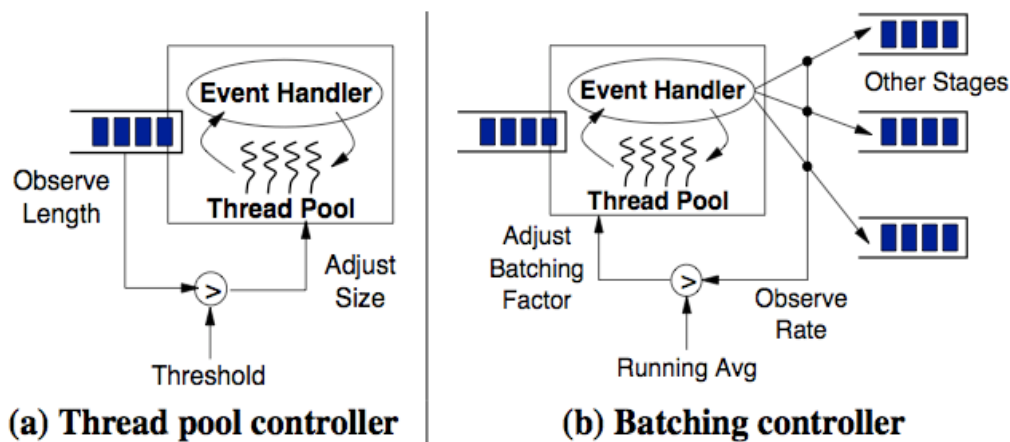 Event Handler
Thread Pool
Observe
Length
>
Adjust
Size
Threshold
(a) Thread pool controller
Event Handler
Thread Pool
Other Stages
Adjust
Batching
Factor
>
Observe
Rate
Running Avg
(b) Batching controller